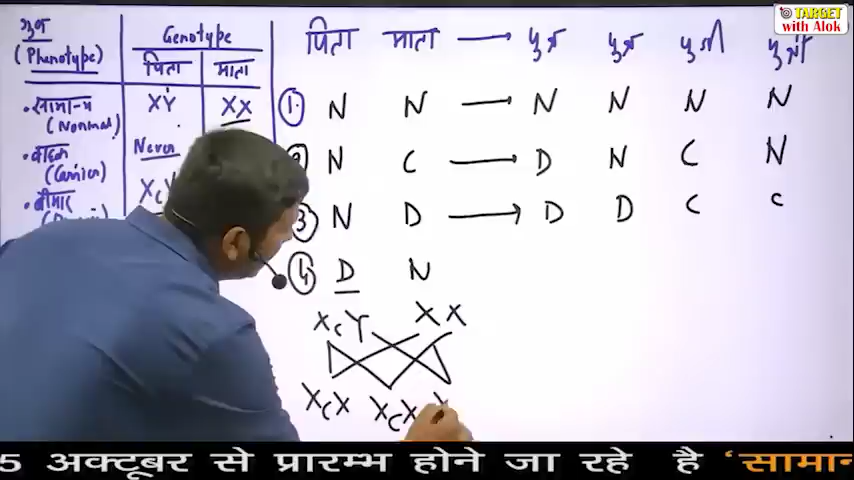 TARGET
with Alok
गुण
(Phenotype)
Genotype
पिता माता
• सामान्य XY XX
(Normal)
• वाहक Never
(Carrier)
• बीमार
पिता माता → पुत्र पुत्र पुत्री पुत्री
①. N N → N N N N
N C → D N C N
③ N D → D D C C
④ D N
XcY XX
XcX XcX
5 अक्टूबर से प्रारम्भ होने जा रहे है 'सामान